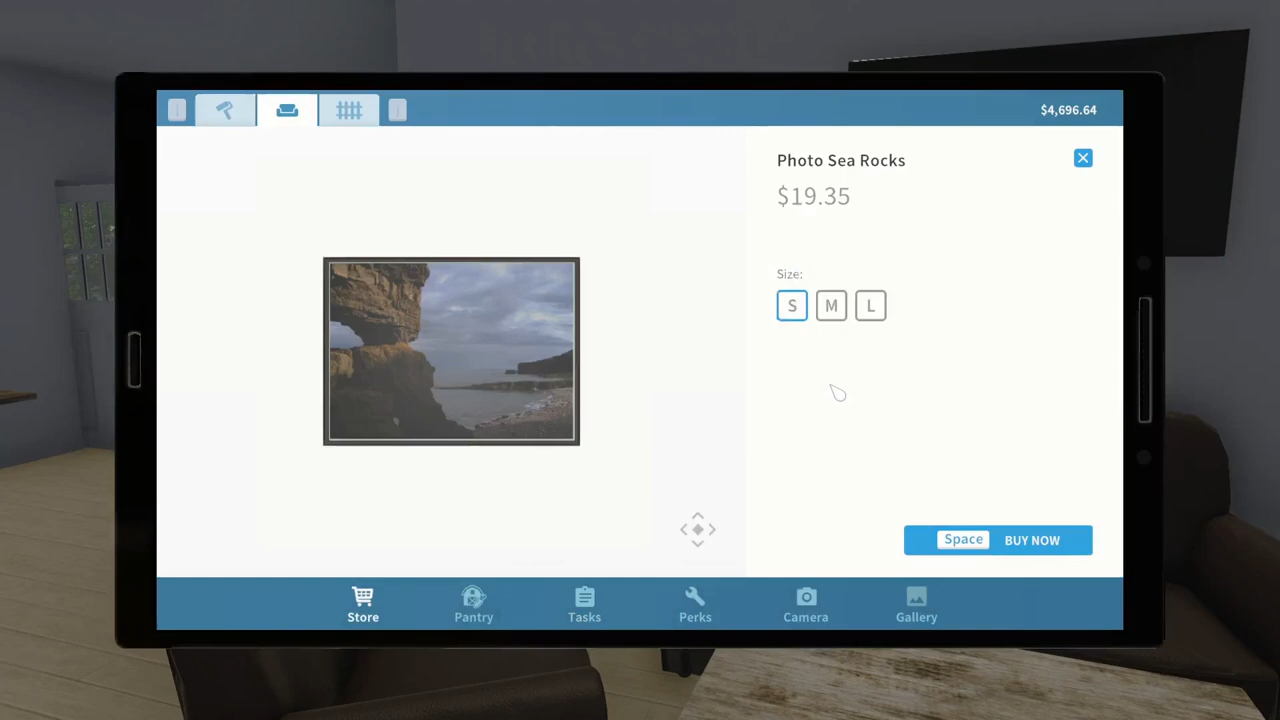 $4,696.64
Photo Sea Rocks
$19.35
Size:
S M L
Space BUY NOW
Store Pantry Tasks Perks Camera Gallery